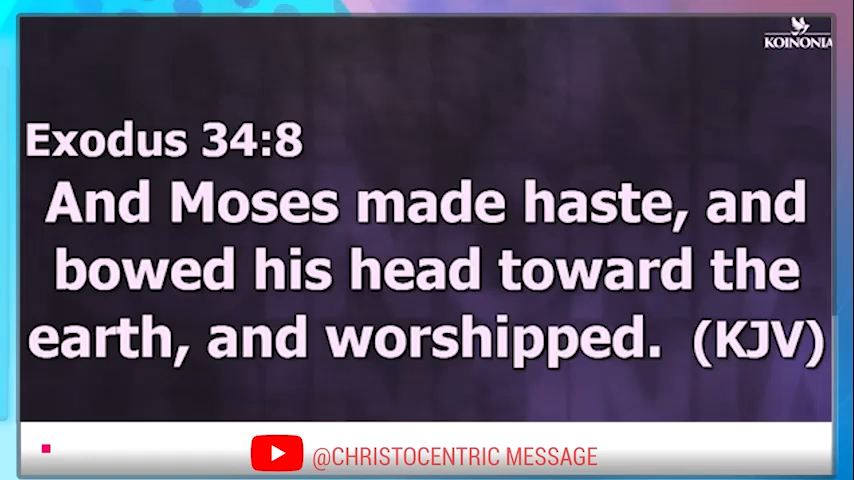 KOINONIA
Exodus 34:8
And Moses made haste, and
bowed his head toward the
earth, and worshipped. (KJV)
@CHRISTOCENTRIC MESSAGE